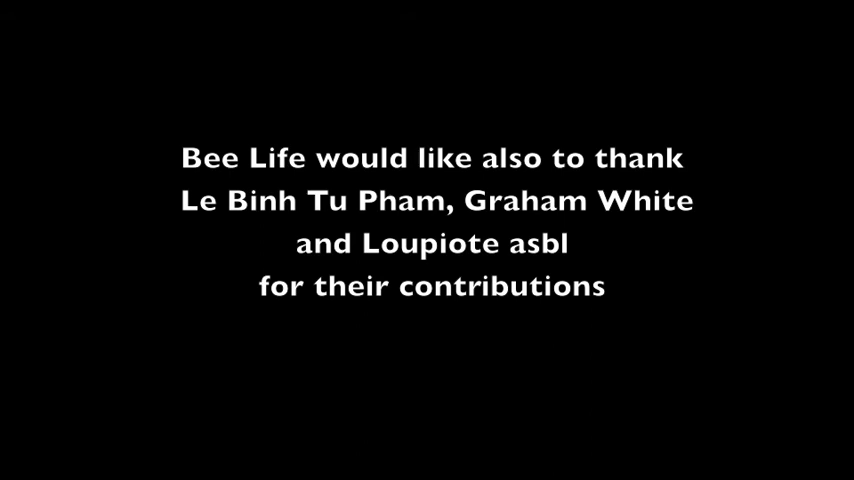 Bee Life would like also to thank
Le Binh Tu Pham, Graham White
and Loupiote asbl
for their contributions